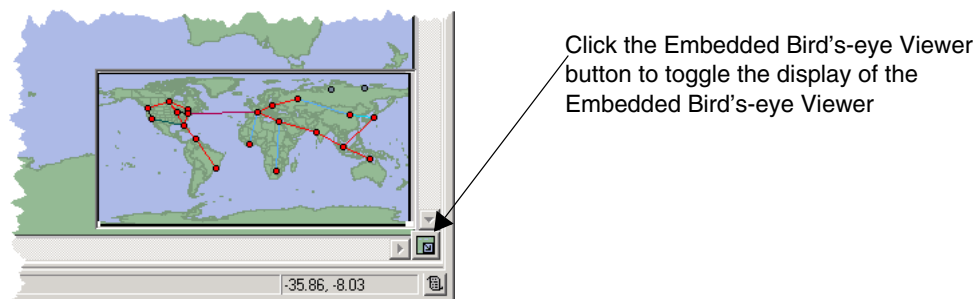 Click the Embedded Bird's-eye Viewer
button to toggle the display of the
Embedded Bird's-eye Viewer
-35.86, -8.03